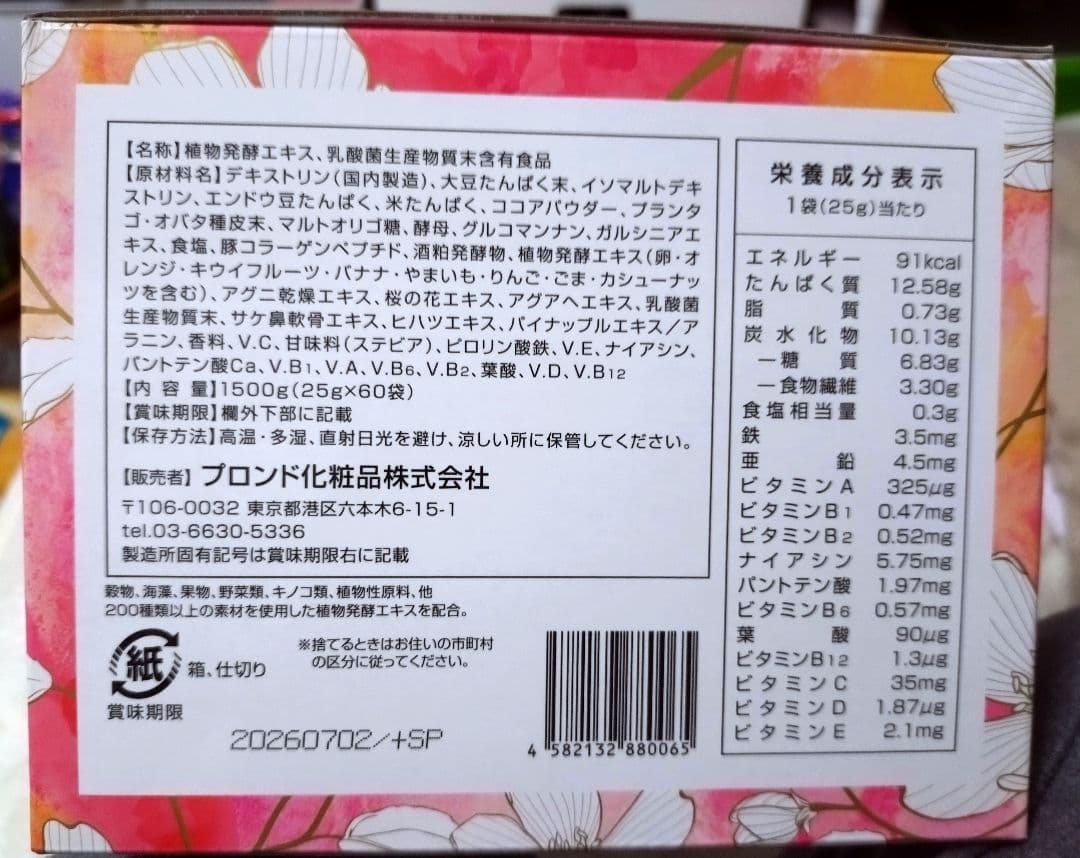 【名称】植物発酵エキス、乳酸菌生産物質末含有食品
【原材料名】デキストリン(国内製造)、大豆たんぱく末、イソマルトデキ
ストリン、エンドウ豆たんぱく、米たんぱく、ココアパウダー、プランタ
ゴ・オバタ種皮末、マルトオリゴ糖、酵母、グルコマンナン、ガルシニアエ
キス、食塩、豚コラーゲンペプチド、酒粕発酵物、植物発酵エキス(卵・オ
レンジ・キウイフルーツ・バナナ・やまいも・りんご・ごま・カシューナッ
ツを含む)、アグニ乾燥エキス、桜の花エキス、アグアヘエキス、乳酸菌
生産物質末、サケ鼻軟骨エキス、ヒハツエキス、パイナップルエキス/ア
ラニン、香料、V.C、甘味料(ステビア)、ピロリン酸鉄、V.E、ナイアシン、
パントテン酸Ca、V.B1、V.A、V.B6、V.B2、葉酸、V.D、V.B12
【内 容 量】1500g(25g×60袋)
【賞味期限】欄外下部に記載
【保存方法】高温・多湿、直射日光を避け、涼しい所に保管してください。
【販売者】プロンド化粧品株式会社
〒106-0032 東京都港区六本木6-15-1
tel.03-6630-5336
製造所固有記号は賞味期限右に記載
穀物、海藻、果物、野菜類、キノコ類、植物性原料、他
200種類以上の素材を使用した植物発酵エキスを配合。
紙 箱、仕切り
※捨てるときはお住いの市町村
の区分に従ってください。
賞味期限
20260702/+SP
4 582132 880065
栄養成分表示
1袋(25g)当たり
エネルギー 91kcal
たんぱく質 12.58g
脂質 0.73g
炭水化物 10.13g
－糖質 6.83g
－食物繊維 3.30g
食塩相当量 0.3g
鉄 3.5mg
亜鉛 4.5mg
ビタミンA 325μg
ビタミンB1 0.47mg
ビタミンB2 0.52mg
ナイアシン 5.75mg
パントテン酸 1.97mg
ビタミンB6 0.57mg
葉酸 90μg
ビタミンB12 1.3μg
ビタミンC 35mg
ビタミンD 1.87μg
ビタミンE 2.1mg